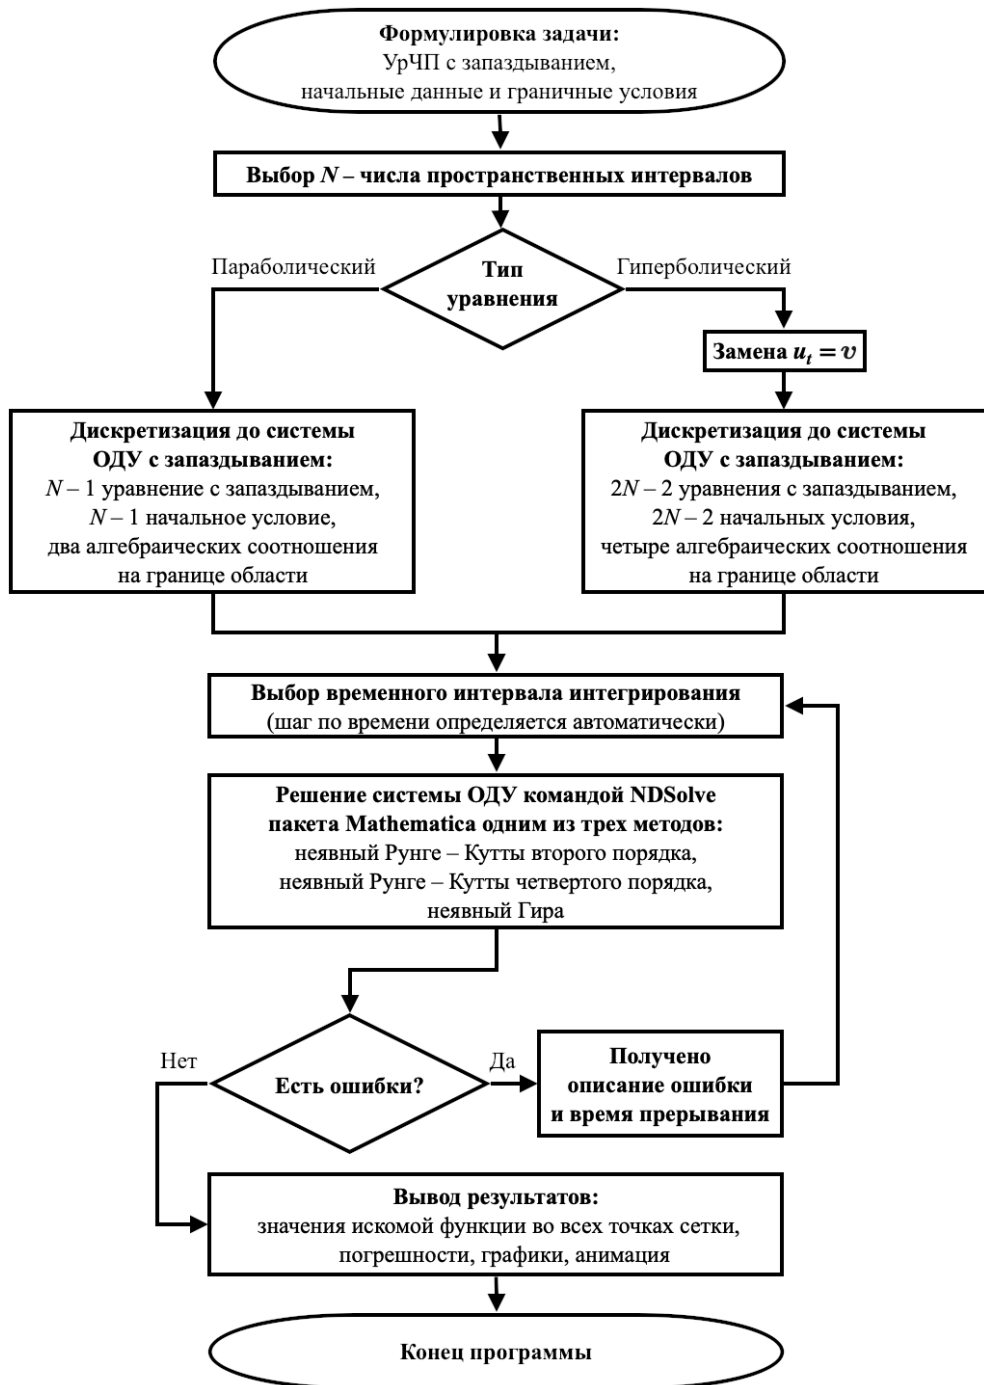 Формулировка задачи:
УрЧП с запаздыванием,
начальные данные и граничные условия
Выбор N – числа пространственных интервалов
Параболический
Тип
уравнения
Гиперболический
Замена uₜ = v
Дискретизация до системы
ОДУ с запаздыванием:
N – 1 уравнение с запаздыванием,
N – 1 начальное условие,
два алгебраических соотношения
на границе области
Дискретизация до системы
ОДУ с запаздыванием:
2N – 2 уравнения с запаздыванием,
2N – 2 начальных условия,
четыре алгебраических соотношения
на границе области
Выбор временного интервала интегрирования
(шаг по времени определяется автоматически)
Решение системы ОДУ командой NDSolve
пакета Mathematica одним из трех методов:
неявный Рунге – Кутты второго порядка,
неявный Рунге – Кутты четвертого порядка,
неявный Гира
Нет
Есть ошибки?
Да
Получено
описание ошибки
и время прерывания
Вывод результатов:
значения искомой функции во всех точках сетки,
погрешности, графики, анимация
Конец программы